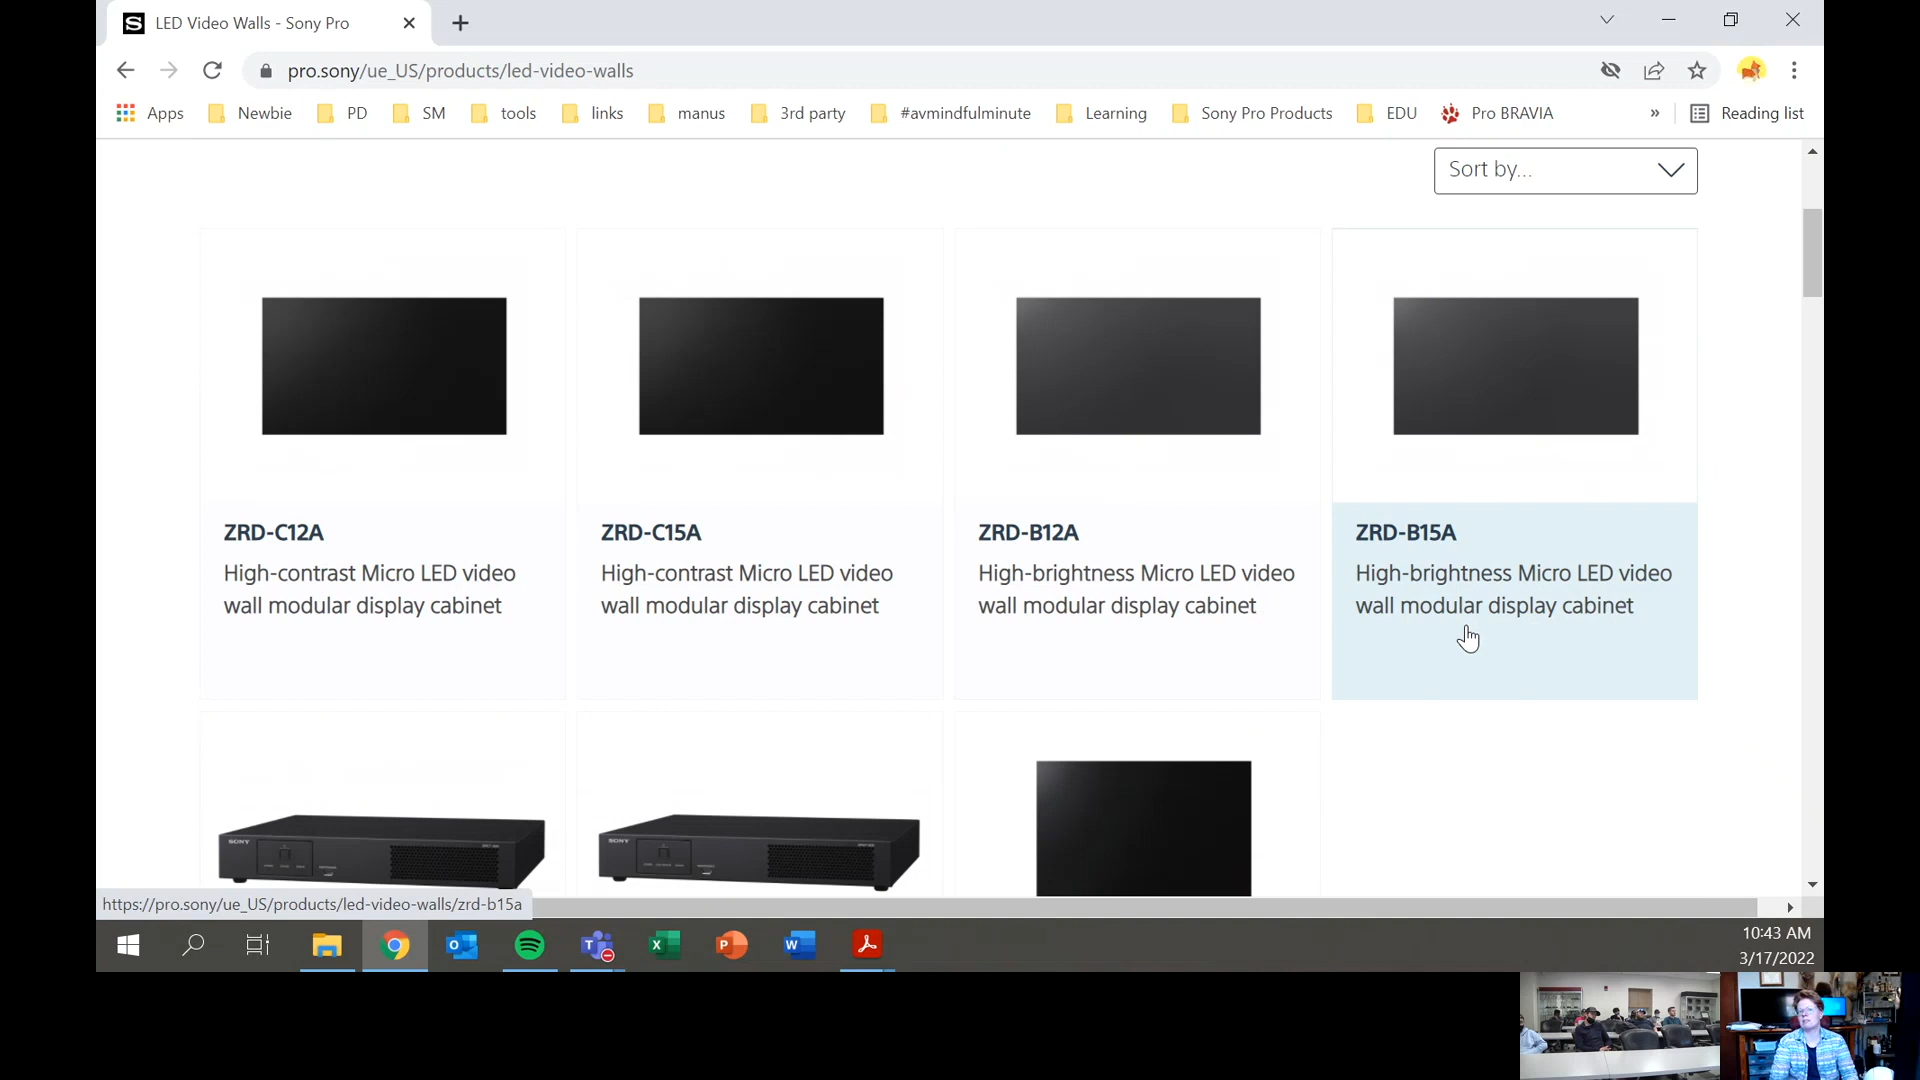 LED Video Walls - Sony Pro
pro.sony/ue_US/products/led-video-walls
Apps Newbie PD SM tools links manus 3rd party #avmindfulminute Learning Sony Pro Products EDU Pro BRAVIA » Reading list
Sort by...
ZRD-C12A
High-contrast Micro LED video
wall modular display cabinet
ZRD-C15A
High-contrast Micro LED video
wall modular display cabinet
ZRD-B12A
High-brightness Micro LED video
wall modular display cabinet
ZRD-B15A
High-brightness Micro LED video
wall modular display cabinet
SONY
SONY
https://pro.sony/ue_US/products/led-video-walls/zrd-b15a
10:43 AM
3/17/2022